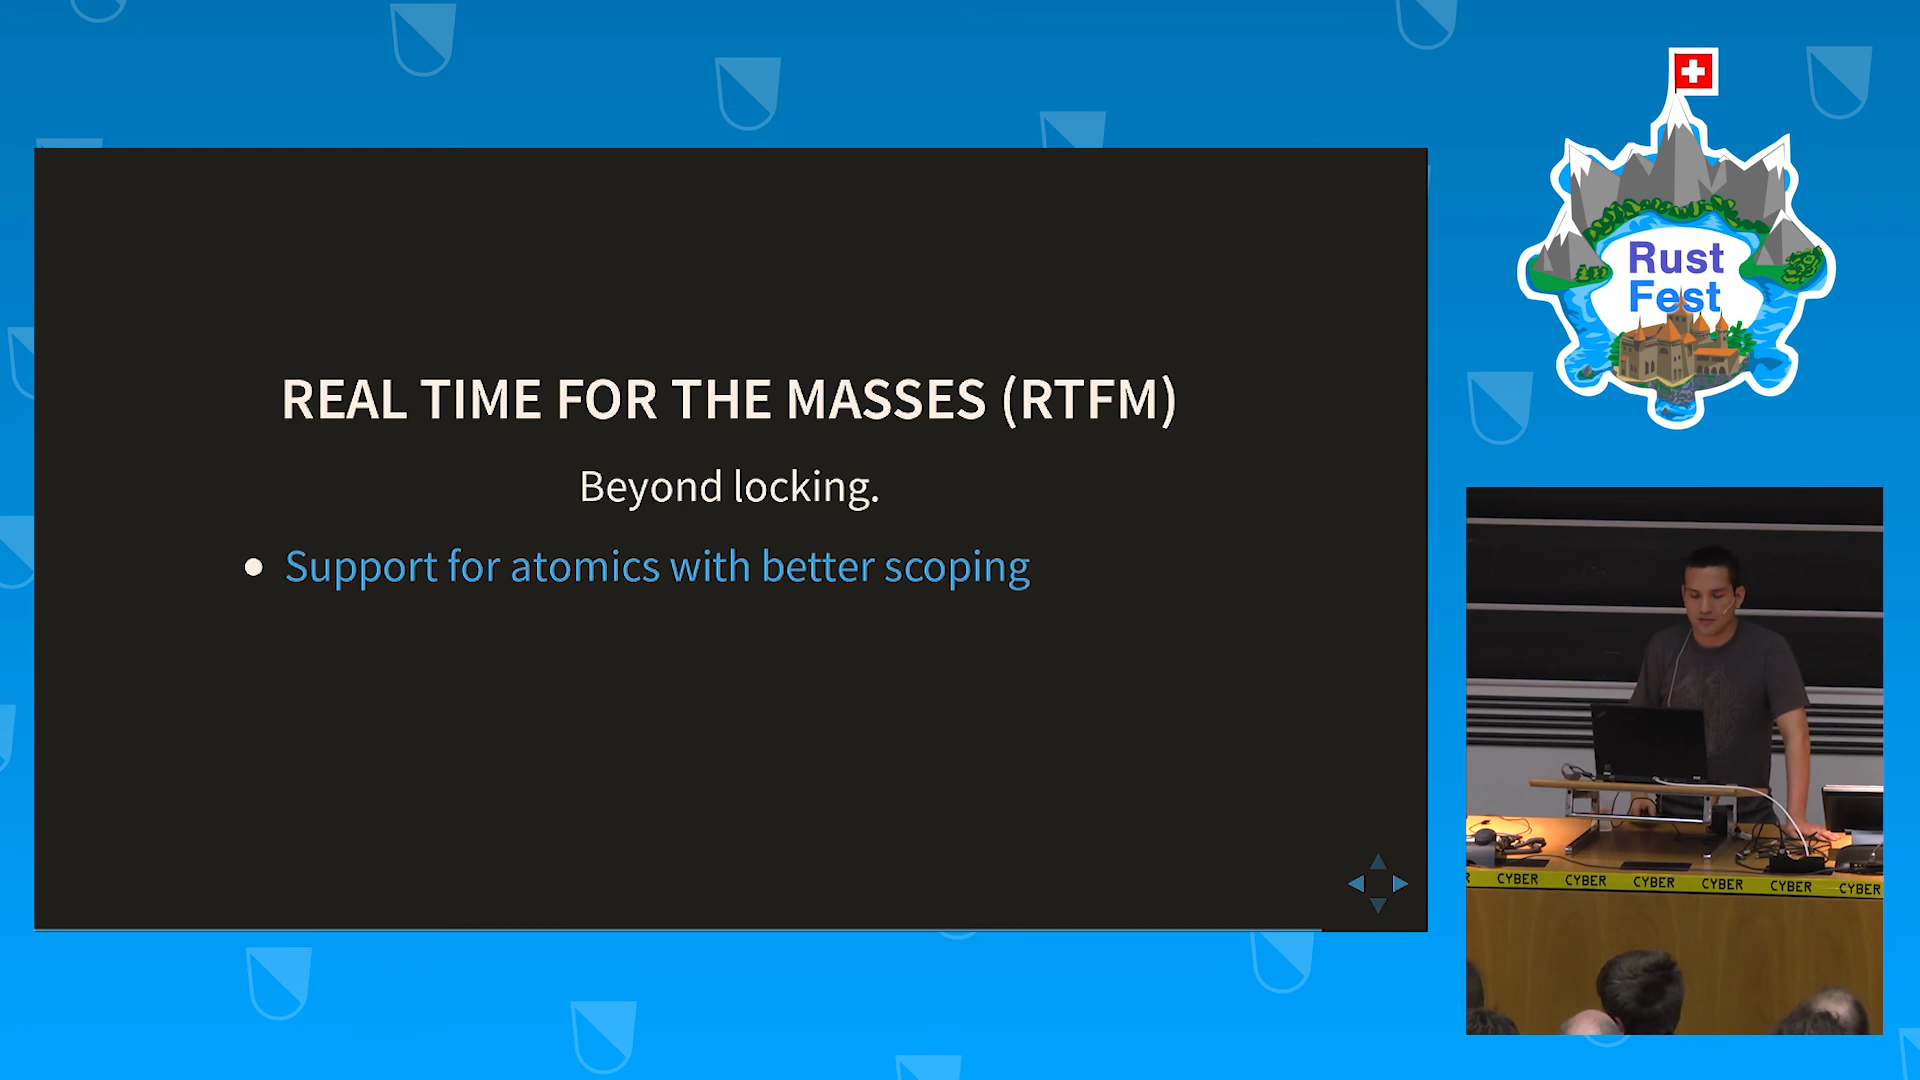 REAL TIME FOR THE MASSES (RTFM)
Beyond locking.
Support for atomics with better scoping
Rust
Fest
CYBER CYBER CYBER CYBER CYBER CYBER